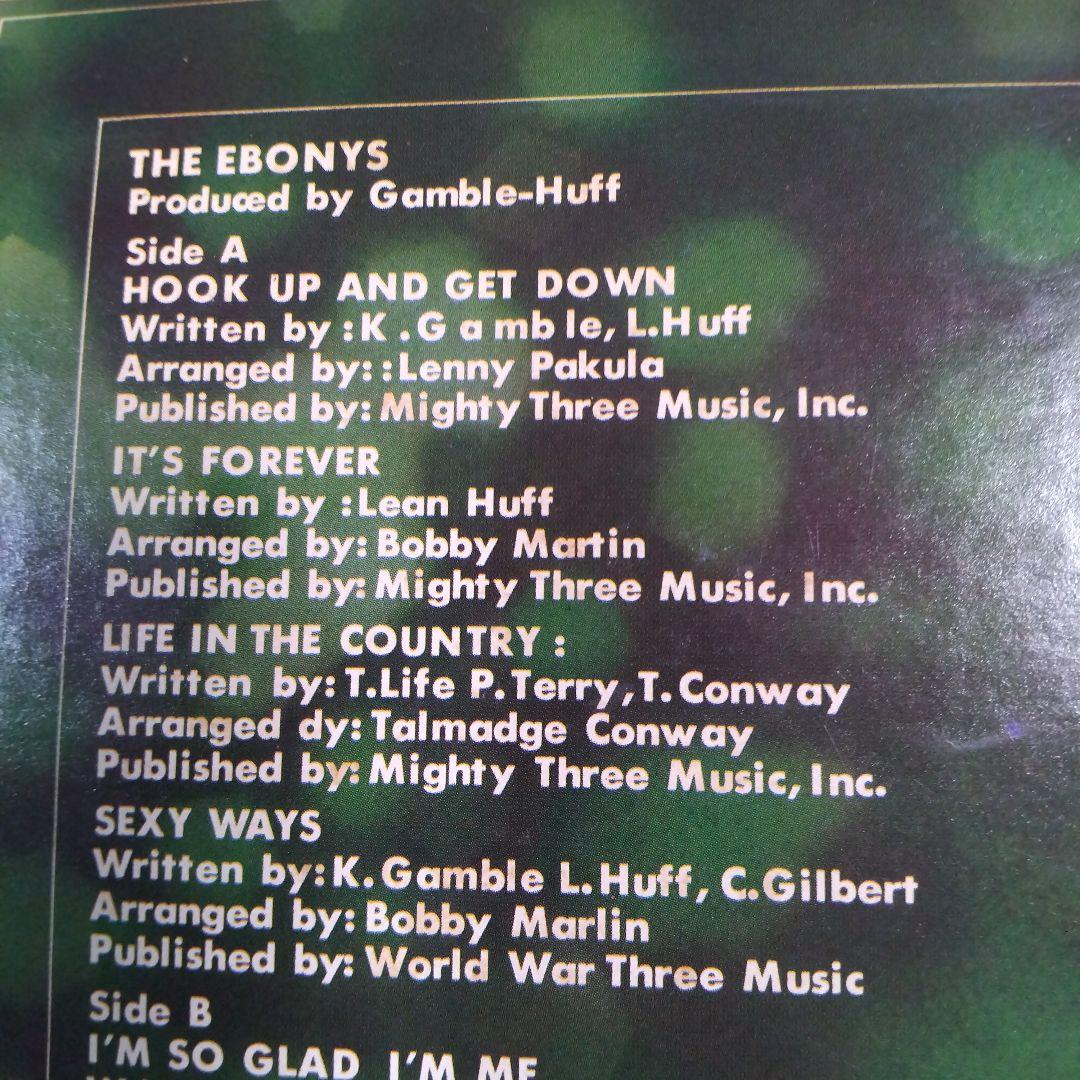 THE EBONYS
Produced by Gamble-Huff
Side A
HOOK UP AND GET DOWN
Written by :K .G a mb le, L.Huff
Arranged by: :Lenny Pakula
Published by: Mighty Three Music, Inc.
IT'S FOREVER
Written by :Lean Huff
Arranged by: Bobby Martin
Published by: Mighty Three Music, Inc.
LIFE IN THE COUNTRY :
Written by: T.Life P.Terry,T.Conway
Arranged dy: Talmadge Conway
Published by: Mighty Three Music, Inc.
SEXY WAYS
Written by:K.Gamble L.Huff, C.Gilbert
Arranged by: Bobby Marlin
Published by: World War Three Music
Side B
I'M SO GLAD I'M ME